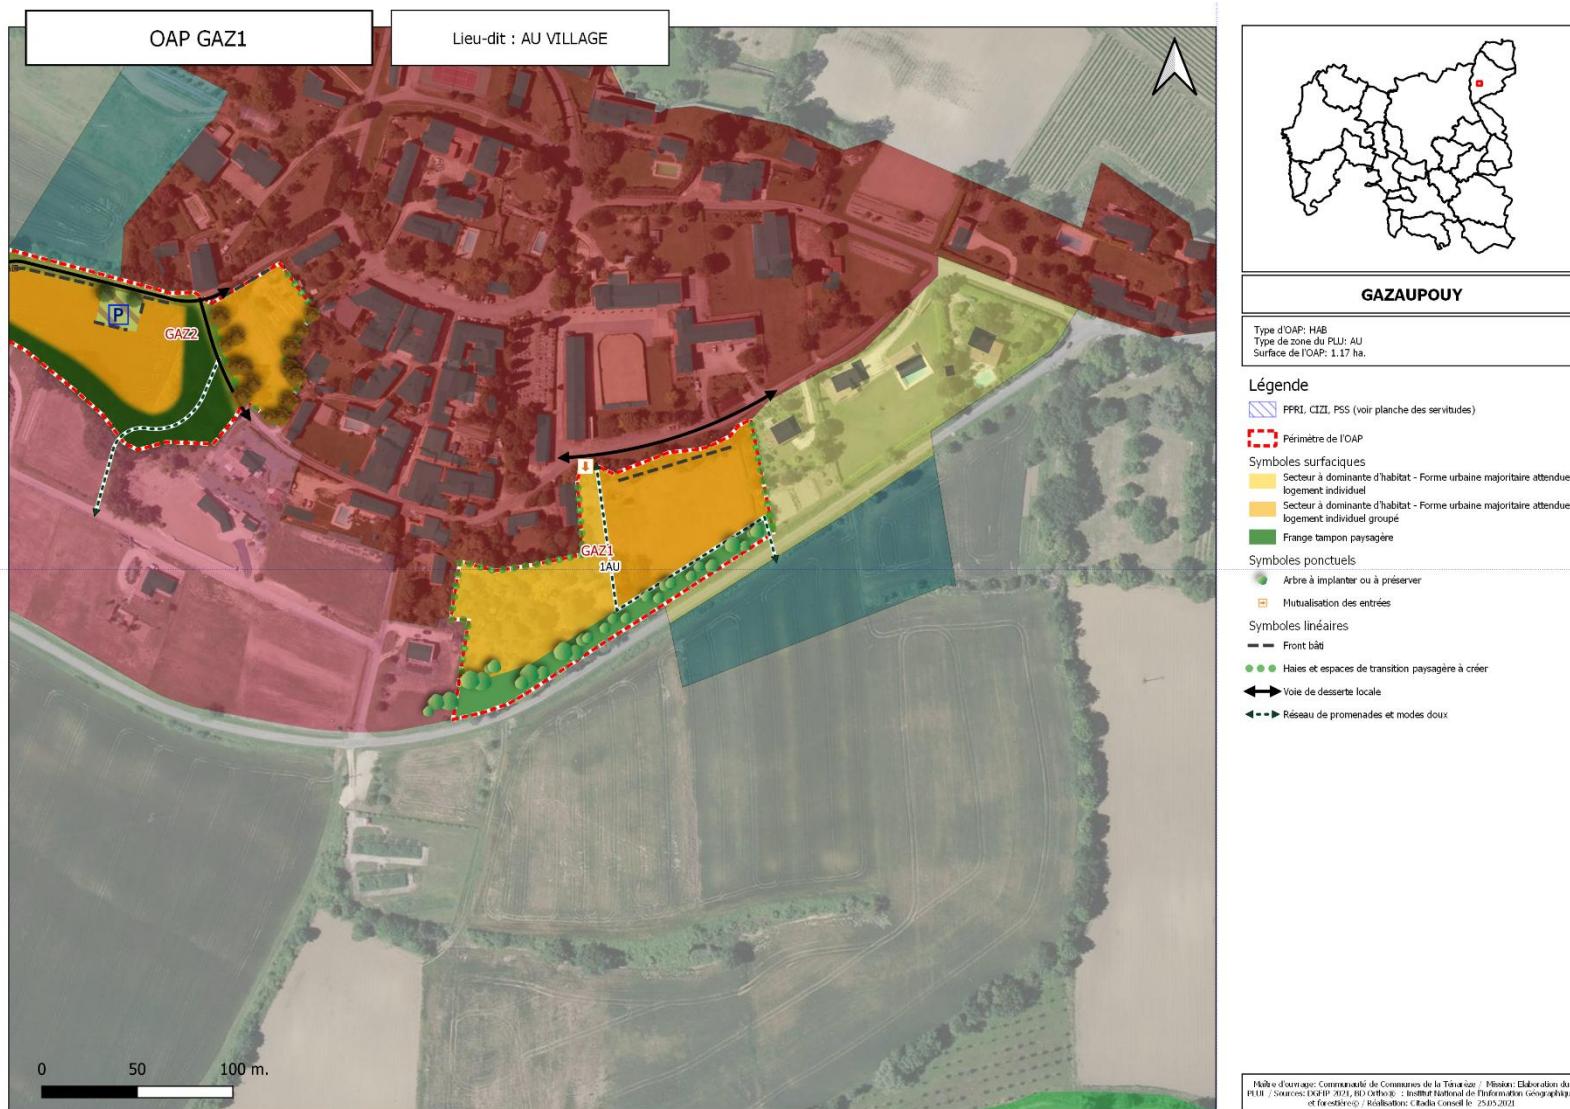 OAP GAZ1
Lieu-dit : AU VILLAGE
P
GAZ2
GAZ1
1AU
0 50 100 m.
GAZAUPOUY
Type d'OAP: HAB
Type de zone du PLU: AU
Surface de l'OAP: 1.17 ha.
Légende
PPRI, CIZI, PSS (voir planche des servitudes)
Périmètre de l'OAP
Symboles surfaciques
Secteur à dominante d'habitat - Forme urbaine majoritaire attendue
logement individuel
Secteur à dominante d'habitat - Forme urbaine majoritaire attendue
logement individuel groupé
Frange tampon paysagère
Symboles ponctuels
Arbre à implanter ou à préserver
Mutualisation des entrées
Symboles linéaires
Front bâti
Haies et espaces de transition paysagère à créer
Voie de desserte locale
Réseau de promenades et modes doux
Maître d'ouvrage: Communauté de Communes de la Ténarèze / Mission: Elaboration du
PLUI / Sources: DGFIP 2021, BD Ortho® : Institut National de l'Information Géographique
et forestière© / Réalisation: Citadia Conseil le 25.05.2021